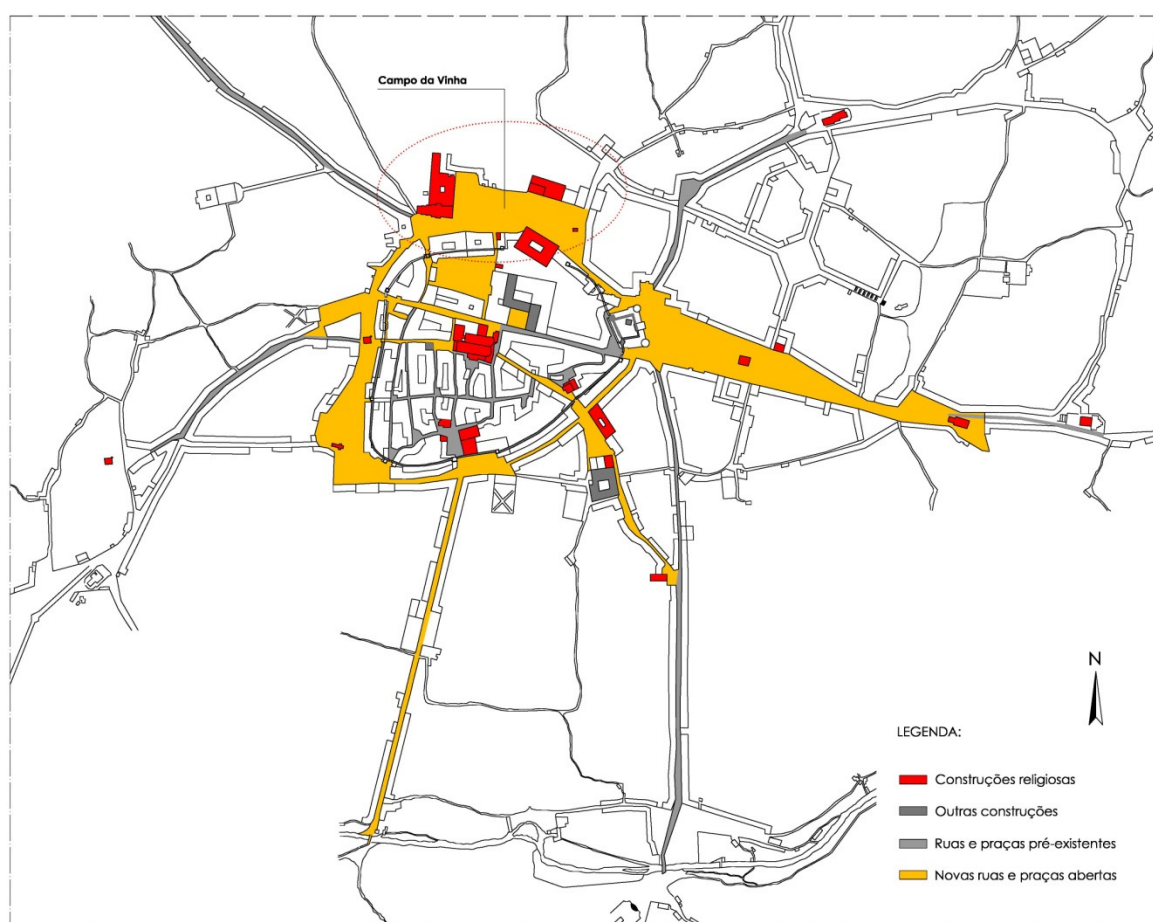 Campo da Vinha
N
LEGENDA:
Construções religiosas
Outras construções
Ruas e praças pré-existentes
Novas ruas e praças abertas